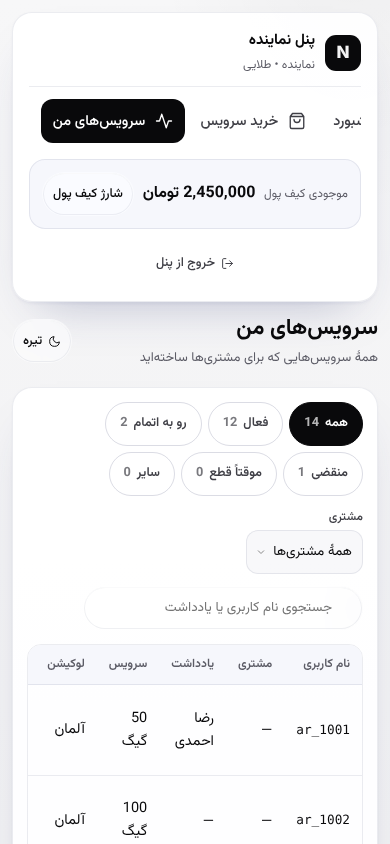 N
پنل نماینده
نماینده • طلایی
خرید سرویس
سرویس‌های من
موجودی کیف پول 2,450,000 تومان شارژ کیف پول
خروج از پنل
سرویس‌های من
تیره
همهٔ سرویس‌هایی که برای مشتری‌ها ساخته‌اید
همه 14 فعال 12 رو به اتمام 2
منقضی 1 موقتاً قطع 0 سایر 0
مشتری
همهٔ مشتری‌ها
جستجوی نام کاربری یا یادداشت
نام کاربری مشتری یادداشت سرویس لوکیشن
ar_1001 — رضا احمدی 50 گیگ آلمان
ar_1002 — — 100 گیگ آلمان